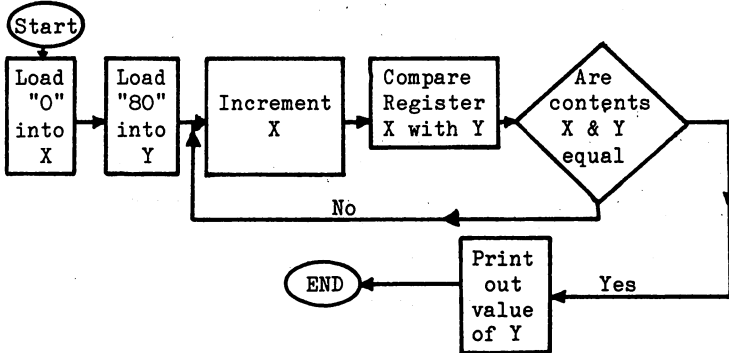 Start
Load
"0"
into
X
Load
"80"
into
Y
Increment
X
Compare
Register
X with Y
Are
contents
X & Y
equal
No
Yes
Print
out
value
of Y
END